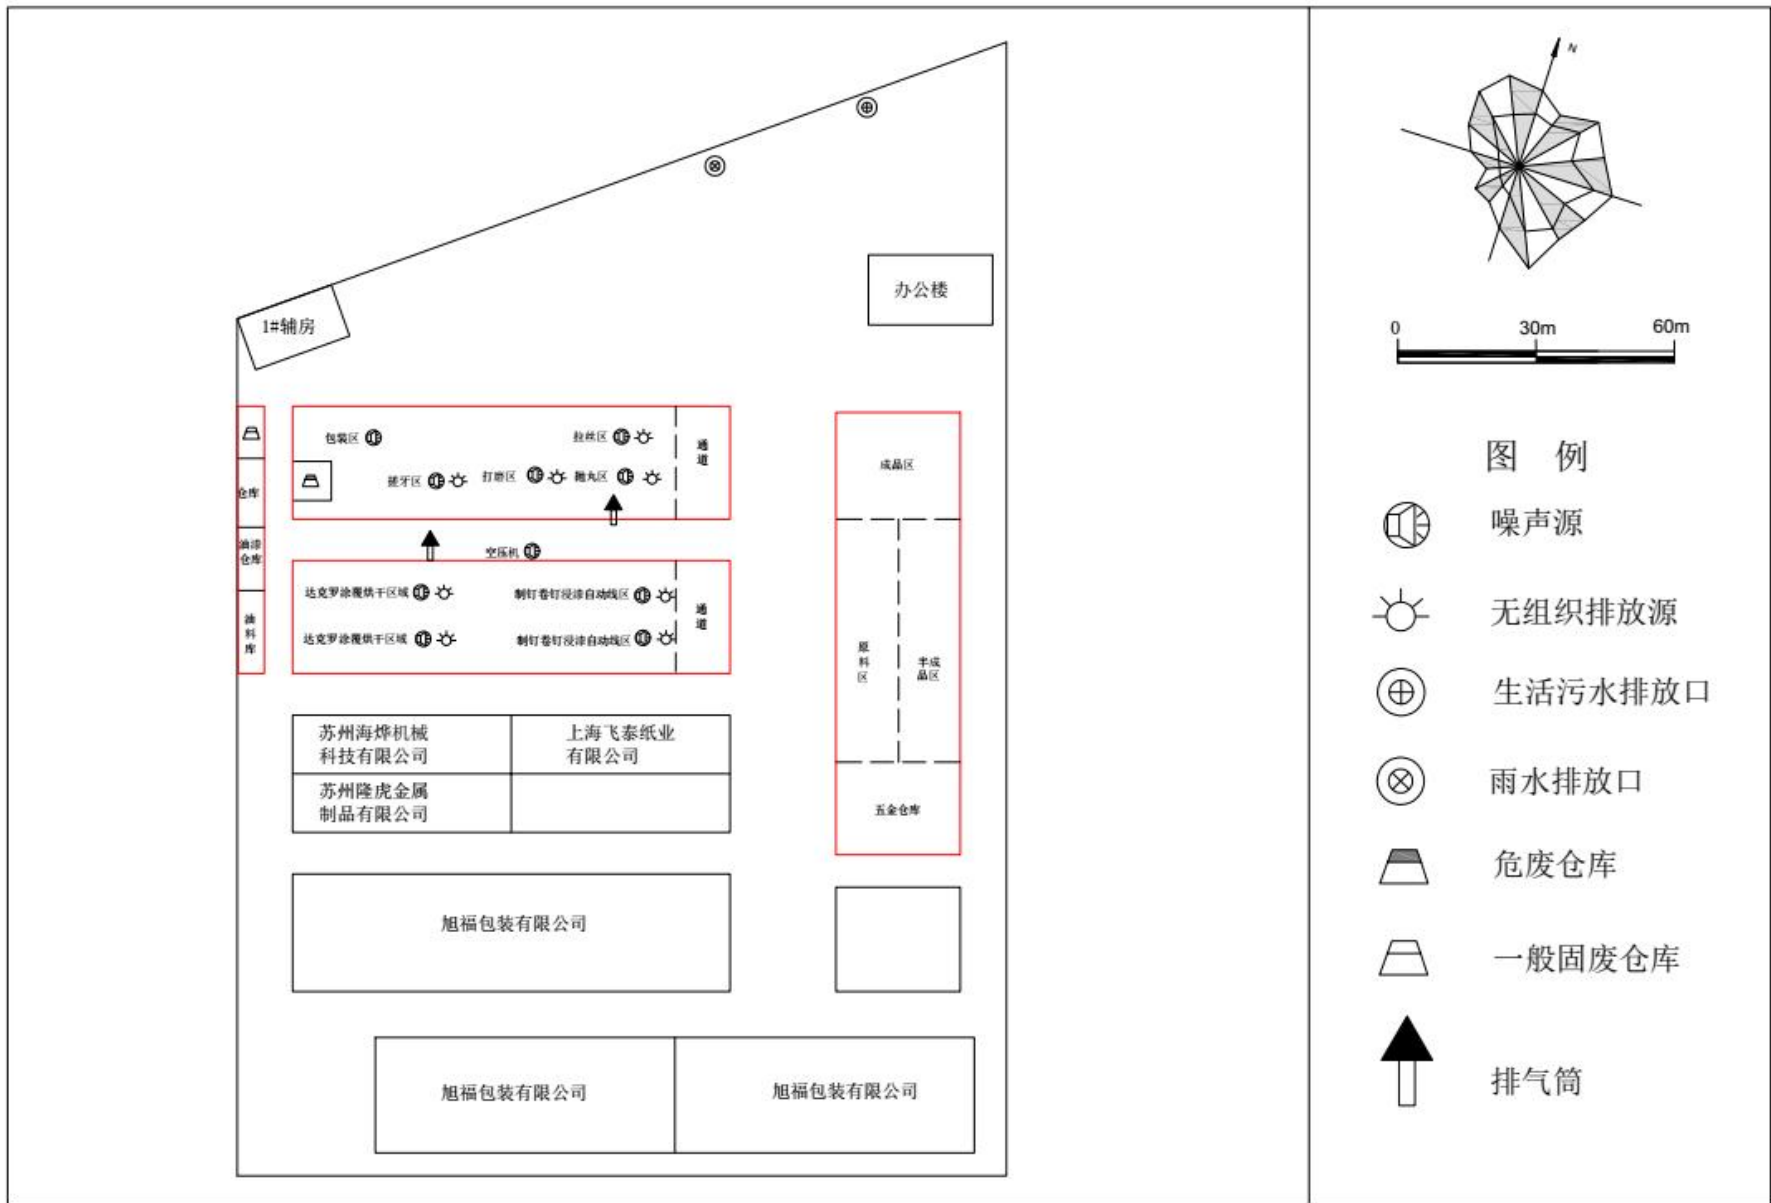 N
0 30m 60m
1#辅房
办公楼
包装区
拉丝区
搓牙区
打磨区
抛丸区
通
道
仓库
油漆
仓库
油
料
库
空压机
达克罗涂覆烘干区域
制钉卷钉浸漆自动线区
达克罗涂覆烘干区域
制钉卷钉浸漆自动线区
通
道
成品区
原
料
区
半成
品区
五金仓库
苏州海烨机械
科技有限公司
上海飞泰纸业
有限公司
苏州隆虎金属
制品有限公司
旭福包装有限公司
旭福包装有限公司
旭福包装有限公司
图 例
噪声源
无组织排放源
生活污水排放口
雨水排放口
危废仓库
一般固废仓库
排气筒